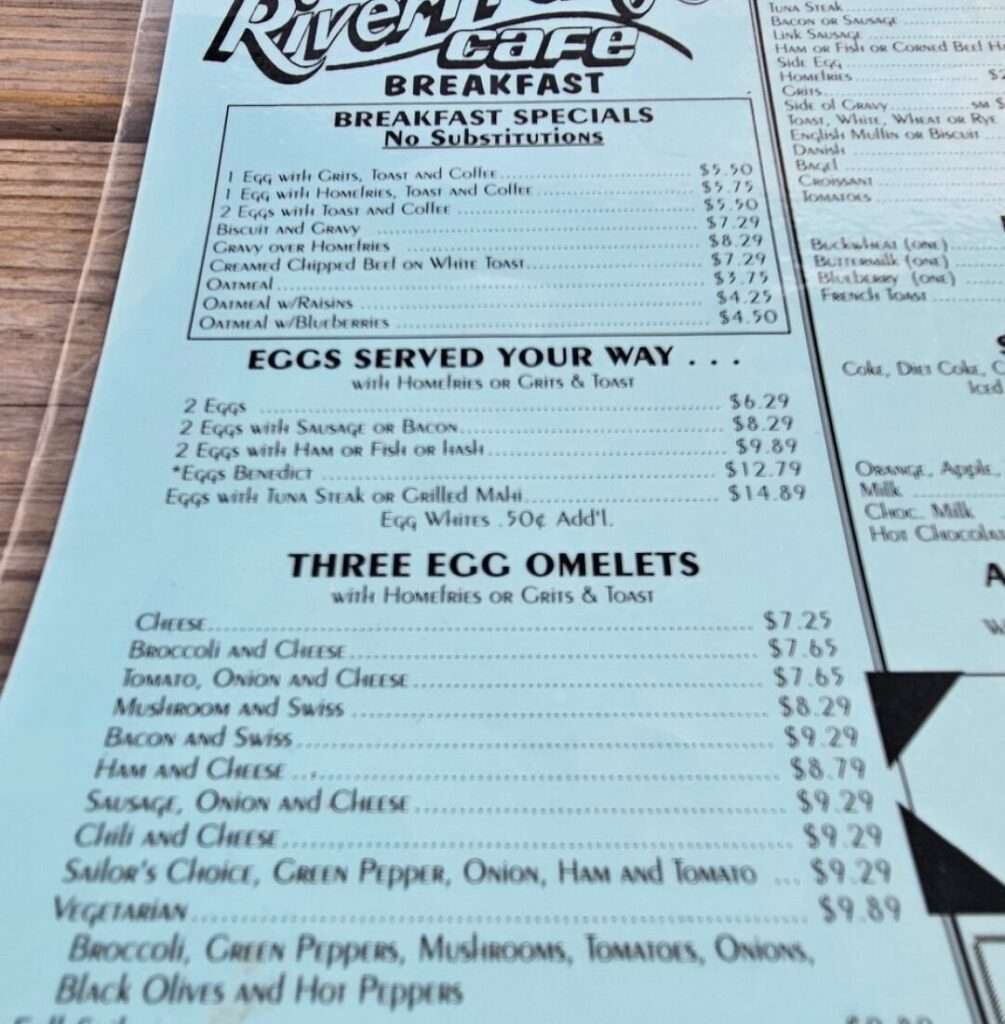 cafe
BREAKFAST
BREAKFAST SPECIALS
No Substitutions
1 Egg with Grits, Toast and Coffee $5.50
1 Egg with Homefries, Toast and Coffee $5.75
2 Eggs with Toast and Coffee $5.50
Biscuit and Gravy $7.29
Gravy over Homefries $8.29
Creamed Chipped Beef on White Toast $7.29
Oatmeal $3.75
Oatmeal w/Raisins $4.25
Oatmeal w/Blueberries $4.50
EGGS SERVED YOUR WAY . . .
with Homefries or Grits & Toast
2 Eggs $6.29
2 Eggs with Sausage or Bacon $8.29
2 Eggs with Ham or Fish or Hash $9.89
*Eggs Benedict $12.79
Eggs with Tuna Steak or Grilled Mahi $14.89
Egg Whites .50¢ Add'l.
THREE EGG OMELETS
with Homefries or Grits & Toast
Cheese $7.25
Broccoli and Cheese $7.65
Tomato, Onion and Cheese $7.65
Mushroom and Swiss $8.29
Bacon and Swiss $9.29
Ham and Cheese $8.79
Sausage, Onion and Cheese $9.29
Chili and Cheese $9.29
Sailor's Choice, Green Pepper, Onion, Ham and Tomato ... $9.29
Vegetarian $9.89
Broccoli, Green Peppers, Mushrooms, Tomatoes, Onions,
Black Olives and Hot Peppers
Tuna Steak
Bacon or Sausage
Link Sausage
Ham or Fish or Corned Beef
Side Egg
Homefries
Grits
Side of Gravy sm
Toast, White, Wheat or Rye
English Muffin or Biscuit
Danish
Bagel
Croissant
Tomatoes
Buckwheat (one)
Buttermilk (one)
Blueberry (one)
French Toast
Coke, Diet Coke,
Iced
Orange, Apple
Milk
Choc. Milk
Hot